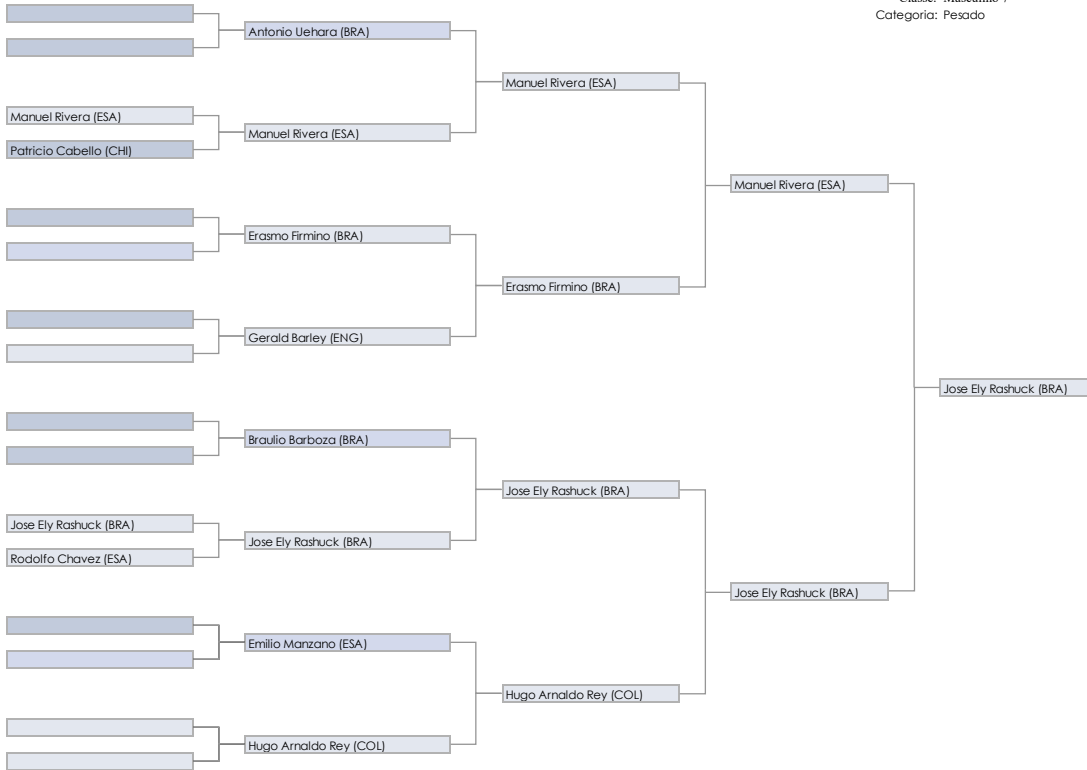 Classe: Masculino 7
Categoria: Pesado
Antonio Uehara (BRA)
Manuel Rivera (ESA)
Manuel Rivera (ESA)
Patricio Cabello (CHI)
Manuel Rivera (ESA)
Manuel Rivera (ESA)
Erasmo Firmino (BRA)
Erasmo Firmino (BRA)
Gerald Barley (ENG)
Jose Ely Rashuck (BRA)
Braulio Barboza (BRA)
Jose Ely Rashuck (BRA)
Jose Ely Rashuck (BRA)
Jose Ely Rashuck (BRA)
Rodolfo Chavez (ESA)
Jose Ely Rashuck (BRA)
Emilio Manzano (ESA)
Hugo Arnaldo Rey (COL)
Hugo Arnaldo Rey (COL)